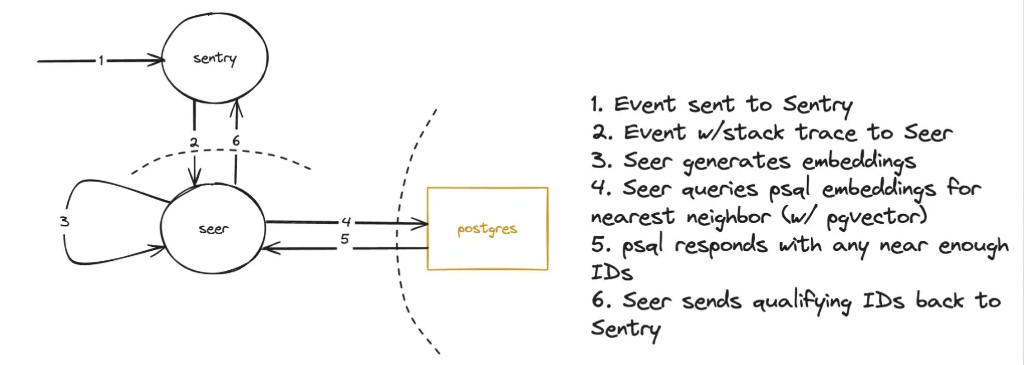 1
sentry
2
6
3
seer
4
5
postgres
1. Event sent to Sentry
2. Event w/stack trace to Seer
3. Seer generates embeddings
4. Seer queries psql embeddings for
nearest neighbor (w/ pgvector)
5. psql responds with any near enough
IDs
6. Seer sends qualifying IDs back to
Sentry